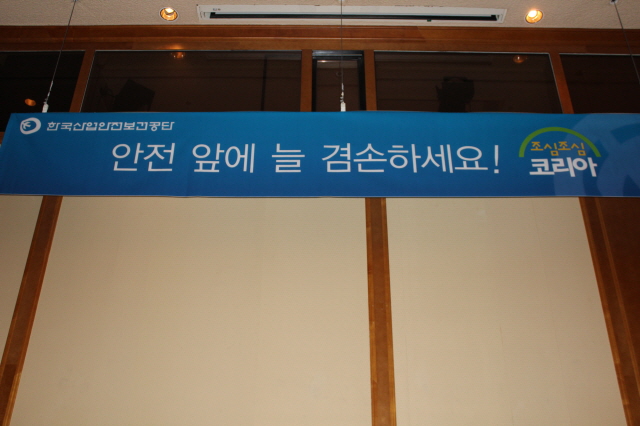 한국산업안전보건공단
안전 앞에 늘 겸손하세요!
조심조심
코리아